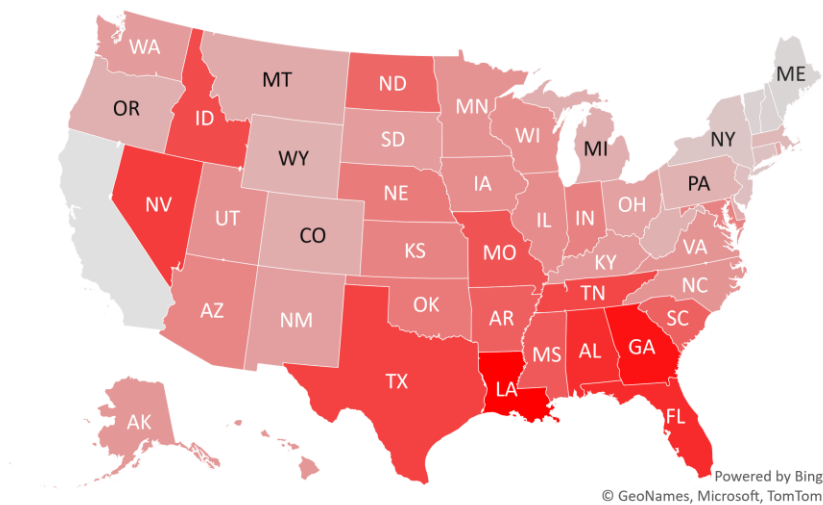 WA
MT
ND
ME
MN
OR
ID
SD
WI
NY
MI
WY
PA
IA
NE
NV
OH
UT
IL
IN
CO
VA
MO
KS
KY
NC
TN
OK
AZ
NM
AR
SC
GA
MS
AL
TX
LA
FL
AK
Powered by Bing
© GeoNames, Microsoft, TomTom